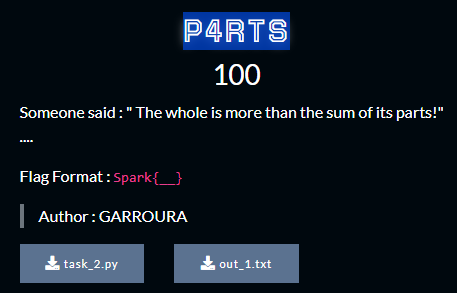 P4RTS
100
Someone said : " The whole is more than the sum of its parts!"
....
Flag Format : Spark{__}
Author : GARROURA
task_2.py
out_1.txt